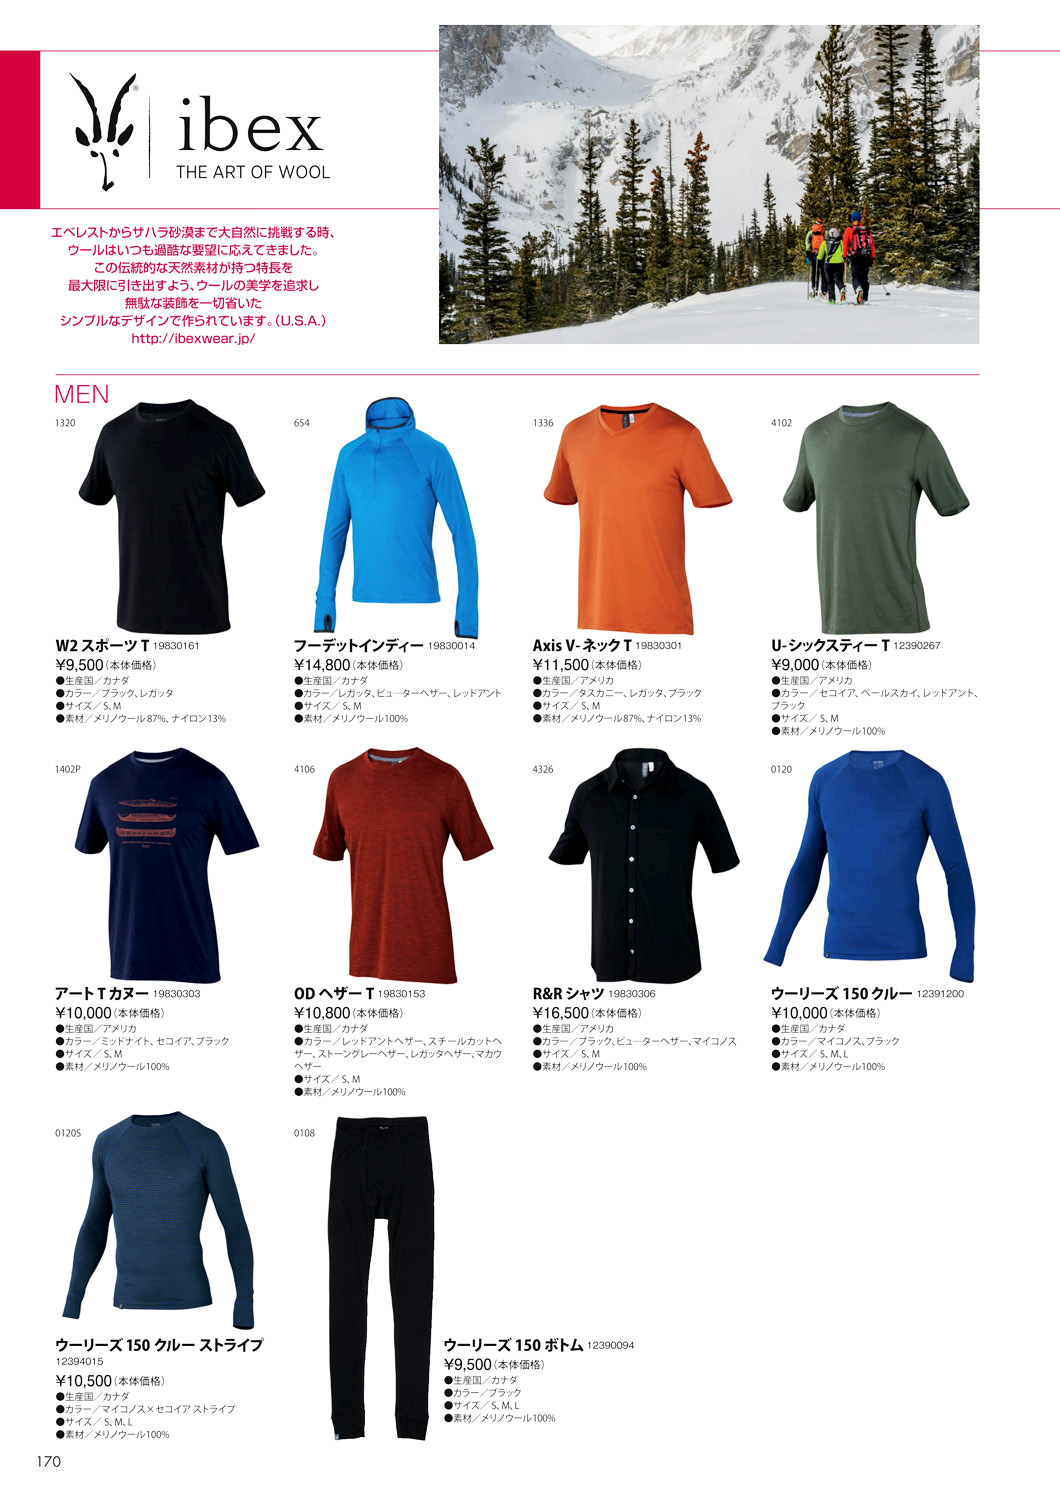 ibex
THE ART OF WOOL
エベレストからサハラ砂漠まで大自然に挑戦する時、
ウールはいつも過酷な要望に応えてきました。
この伝統的な天然素材が持つ特長を
最大限に引き出すよう、ウールの美学を追求し
無駄な装飾を一切省いた
シンプルなデザインで作られています。（U.S.A.）
http://ibexwear.jp/
MEN
1320
W2 スポーツ T 19830161
¥9,500（本体価格）
●生産国／カナダ
●カラー／ブラック、レガッタ
●サイズ／ S、M
●素材／メリノウール 87%、ナイロン13%
654
フーデットインディー 19830014
¥14,800（本体価格）
●生産国／カナダ
●カラー／レガッタ、ピューターヘザー、レッドアント
●サイズ／ S、M
●素材／メリノウール100%
1336
Axis V-ネック T 19830301
¥11,500（本体価格）
●生産国／アメリカ
●カラー／タスカニー、レガッタ、ブラック
●サイズ／ S、M
●素材／メリノウール87%、ナイロン13%
4102
U-シックスティー T 12390267
¥9,000（本体価格）
●生産国／アメリカ
●カラー／セコイア、ペールスカイ、レッドアント、
ブラック
●サイズ／ S、M
●素材／メリノウール100%
1402P
アート T カヌー 19830303
¥10,000（本体価格）
●生産国／アメリカ
●カラー／ミッドナイト、セコイア、ブラック
●サイズ／ S、M
●素材／メリノウール100%
4106
OD ヘザー T 19830153
¥10,800（本体価格）
●生産国／カナダ
●カラー／レッドアントヘザー、スチールカットヘ
ザー、ストーングレーヘザー、レガッタヘザー、マカウ
ヘザー
●サイズ／ S、M
●素材／メリノウール100%
4326
R&R シャツ 19830306
¥16,500（本体価格）
●生産国／アメリカ
●カラー／ブラック、ピューターヘザー、マイコノス
●サイズ／ S、M
●素材／メリノウール100%
0120
ウーリーズ 150 クルー 12391200
¥10,000（本体価格）
●生産国／カナダ
●カラー／マイコノス、ブラック
●サイズ／ S、M、L
●素材／メリノウール100%
0120S
ウーリーズ 150 クルー ストライプ
12394015
¥10,500（本体価格）
●生産国／カナダ
●カラー／マイコノス×セコイア ストライプ
●サイズ／ S、M、L
●素材／メリノウール100%
0108
ウーリーズ 150 ボトム 12390094
¥9,500（本体価格）
●生産国／カナダ
●カラー／ブラック
●サイズ／ S、M、L
●素材／メリノウール100%
170